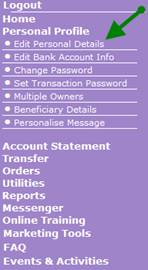 Logout
Home
Personal Profile
Edit Personal Details
Edit Bank Account Info
Change Password
Set Transaction Password
Multiple Owners
Beneficiary Details
Personalise Message
Account Statement
Transfer
Orders
Utilities
Reports
Messenger
Online Training
Marketing Tools
FAQ
Events & Activities